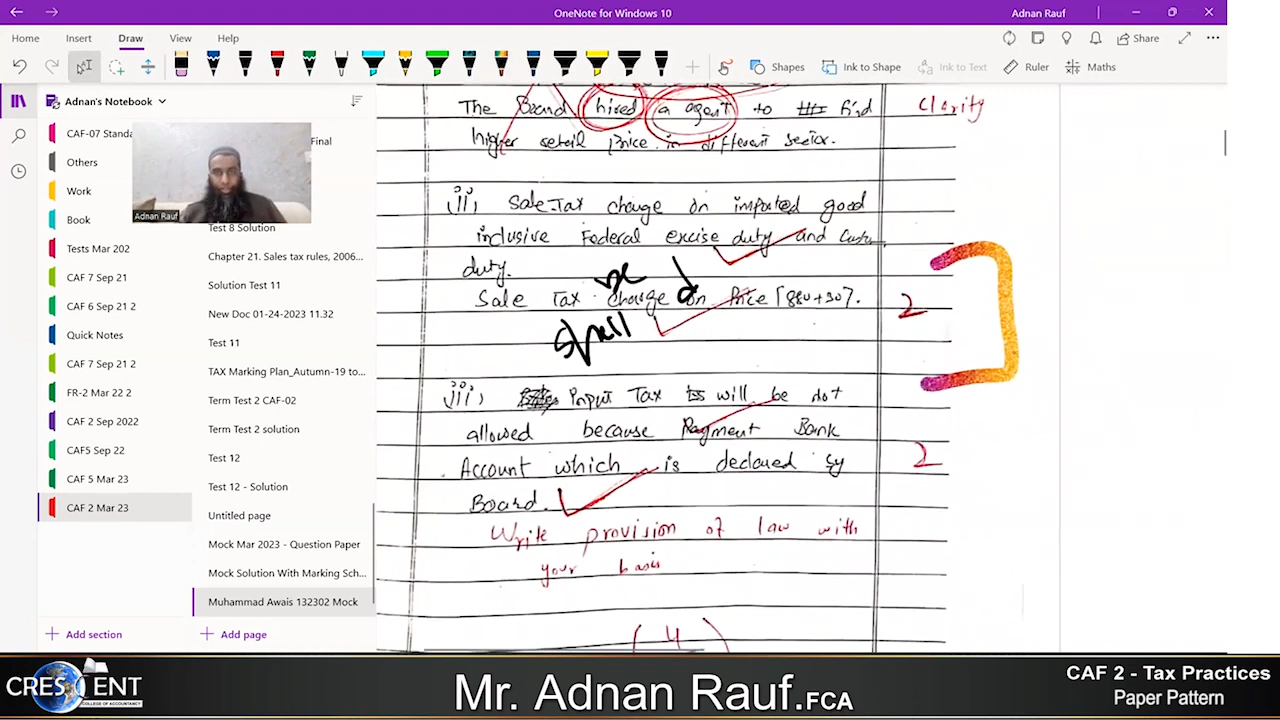 OneNote for Windows 10
Adnan Rauf
Home
Insert
Draw
View
Help
Share
Shapes
Ink to Shape
Ink to Text
Ruler
Maths
Adnan's Notebook
CAF-07 Standa
Others
Work
Book
Tests Mar 202
CAF 7 Sep 21
CAF 6 Sep 21 2
Quick Notes
CAF 7 Sep 21 2
FR-2 Mar 22 2
CAF 2 Sep 2022
CAF5 Sep 22
CAF 5 Mar 23
CAF 2 Mar 23
Add section
Final
Adnan Rauf
Test 8 Solution
Chapter 21. Sales tax rules, 2006...
Solution Test 11
New Doc 01-24-2023 11.32
Test 11
TAX Marking Plan_Autumn-19 to...
Term Test 2 CAF-02
Term Test 2 solution
Test 12
Test 12 - Solution
Untitled page
Mock Mar 2023 - Question Paper
Mock Solution With Marking Sch...
Muhammad Awais 132302 Mock
Add page
The Board hired a agent to find
Clarity
higher retail price in different sector.
ii, Sale Tax charge on imported good
inclusive Federal excise duty and Custom
duty.
Sale Tax charge on Price [880+30].
2
shall
d
iii, Input Tax will be not
allowed because Payment Bank
Account which is declared by
2
Board.
Write provision of law with
your basis
4
CRESCENT
COLLEGE OF ACCOUNTANCY
Mr. Adnan Rauf.FCA
CAF 2 - Tax Practices
Paper Pattern